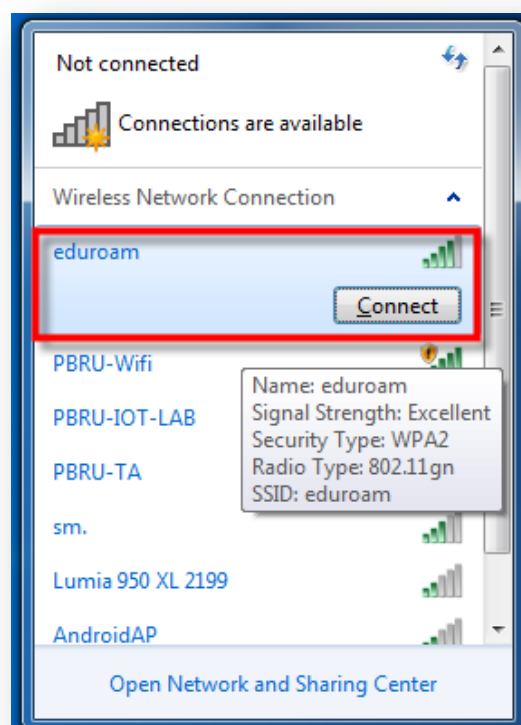 Not connected
Connections are available
Wireless Network Connection
eduroam
Connect
PBRU-Wifi
Name: eduroam
Signal Strength: Excellent
Security Type: WPA2
Radio Type: 802.11gn
SSID: eduroam
PBRU-IOT-LAB
PBRU-TA
sm.
Lumia 950 XL 2199
AndroidAP
Open Network and Sharing Center